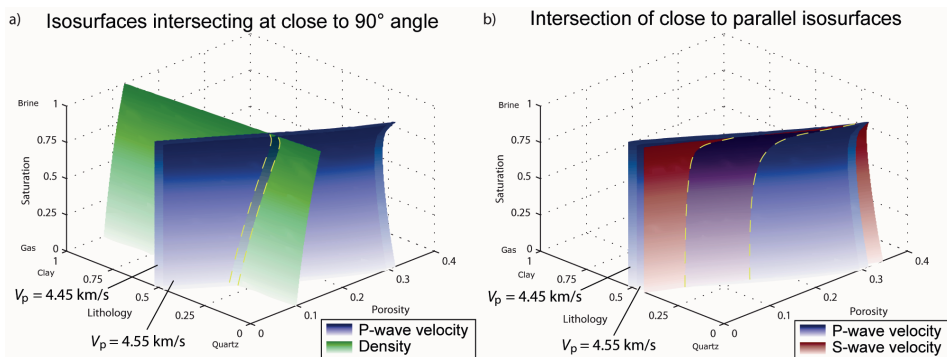 a) Isosurfaces intersecting at close to 90° angle
Brine 1
0.75
Saturation
0.5
0.25
Gas 0
Clay 1
0.75
0.5
Lithology
0.25
Quartz 0
0
0.1
Porosity
0.2
0.3
0.4
Vp = 4.45 km/s
Vp = 4.55 km/s
P-wave velocity
Density
b) Intersection of close to parallel isosurfaces
Brine 1
0.75
Saturation
0.5
0.25
Gas 0
Clay 1
0.75
0.5
Lithology
0.25
Quartz 0
0
0.1
Porosity
0.2
0.3
0.4
Vp = 4.45 km/s
Vp = 4.55 km/s
P-wave velocity
S-wave velocity